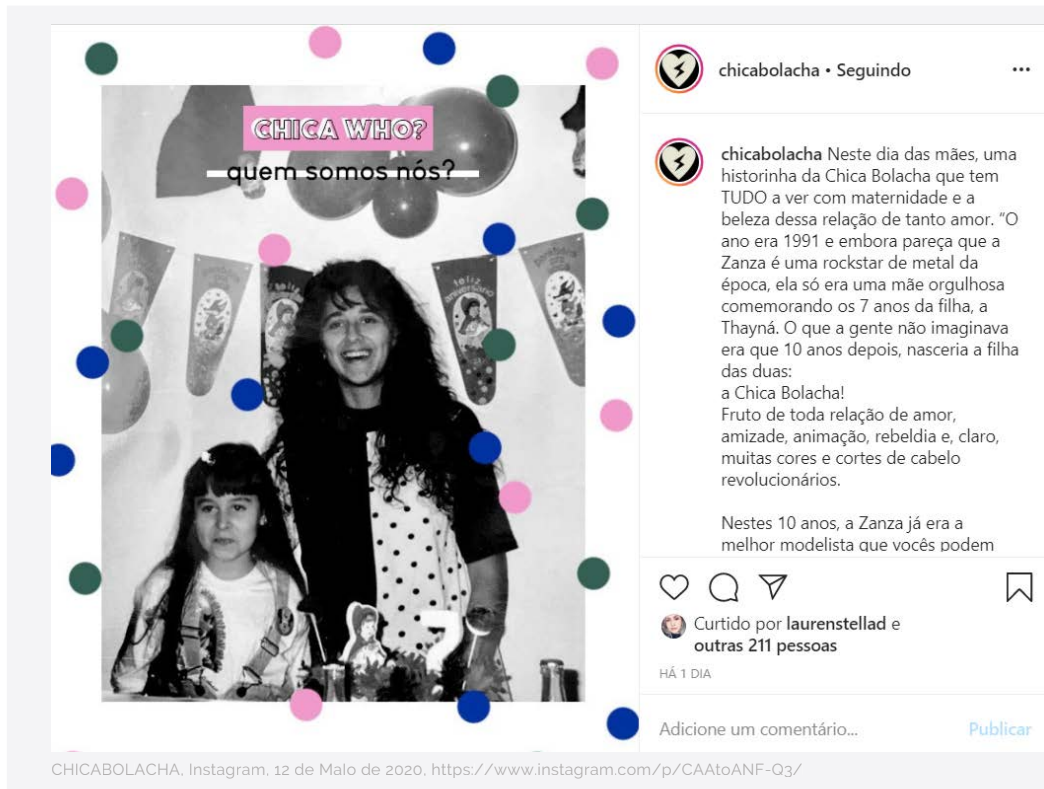 CHICA WHO?
quem somos nós?
feliz
aniversário
7
chicabolacha • Seguindo
chicabolacha Neste dia das mães, uma
historinha da Chica Bolacha que tem
TUDO a ver com maternidade e a
beleza dessa relação de tanto amor. “O
ano era 1991 e embora pareça que a
Zanza é uma rockstar de metal da
época, ela só era uma mãe orgulhosa
comemorando os 7 anos da filha, a
Thayná. O que a gente não imaginava
era que 10 anos depois, nasceria a filha
das duas:
a Chica Bolacha!
Fruto de toda relação de amor,
amizade, animação, rebeldia e, claro,
muitas cores e cortes de cabelo
revolucionários.
Nestes 10 anos, a Zanza já era a
melhor modelista que vocês podem
Curtido por laurenstellad e
outras 211 pessoas
HÁ 1 DIA
Adicione um comentário...
Publicar
CHICABOLACHA, Instagram, 12 de MaIo de 2020, https://www.instagram.com/p/CAAtoANF-Q3/